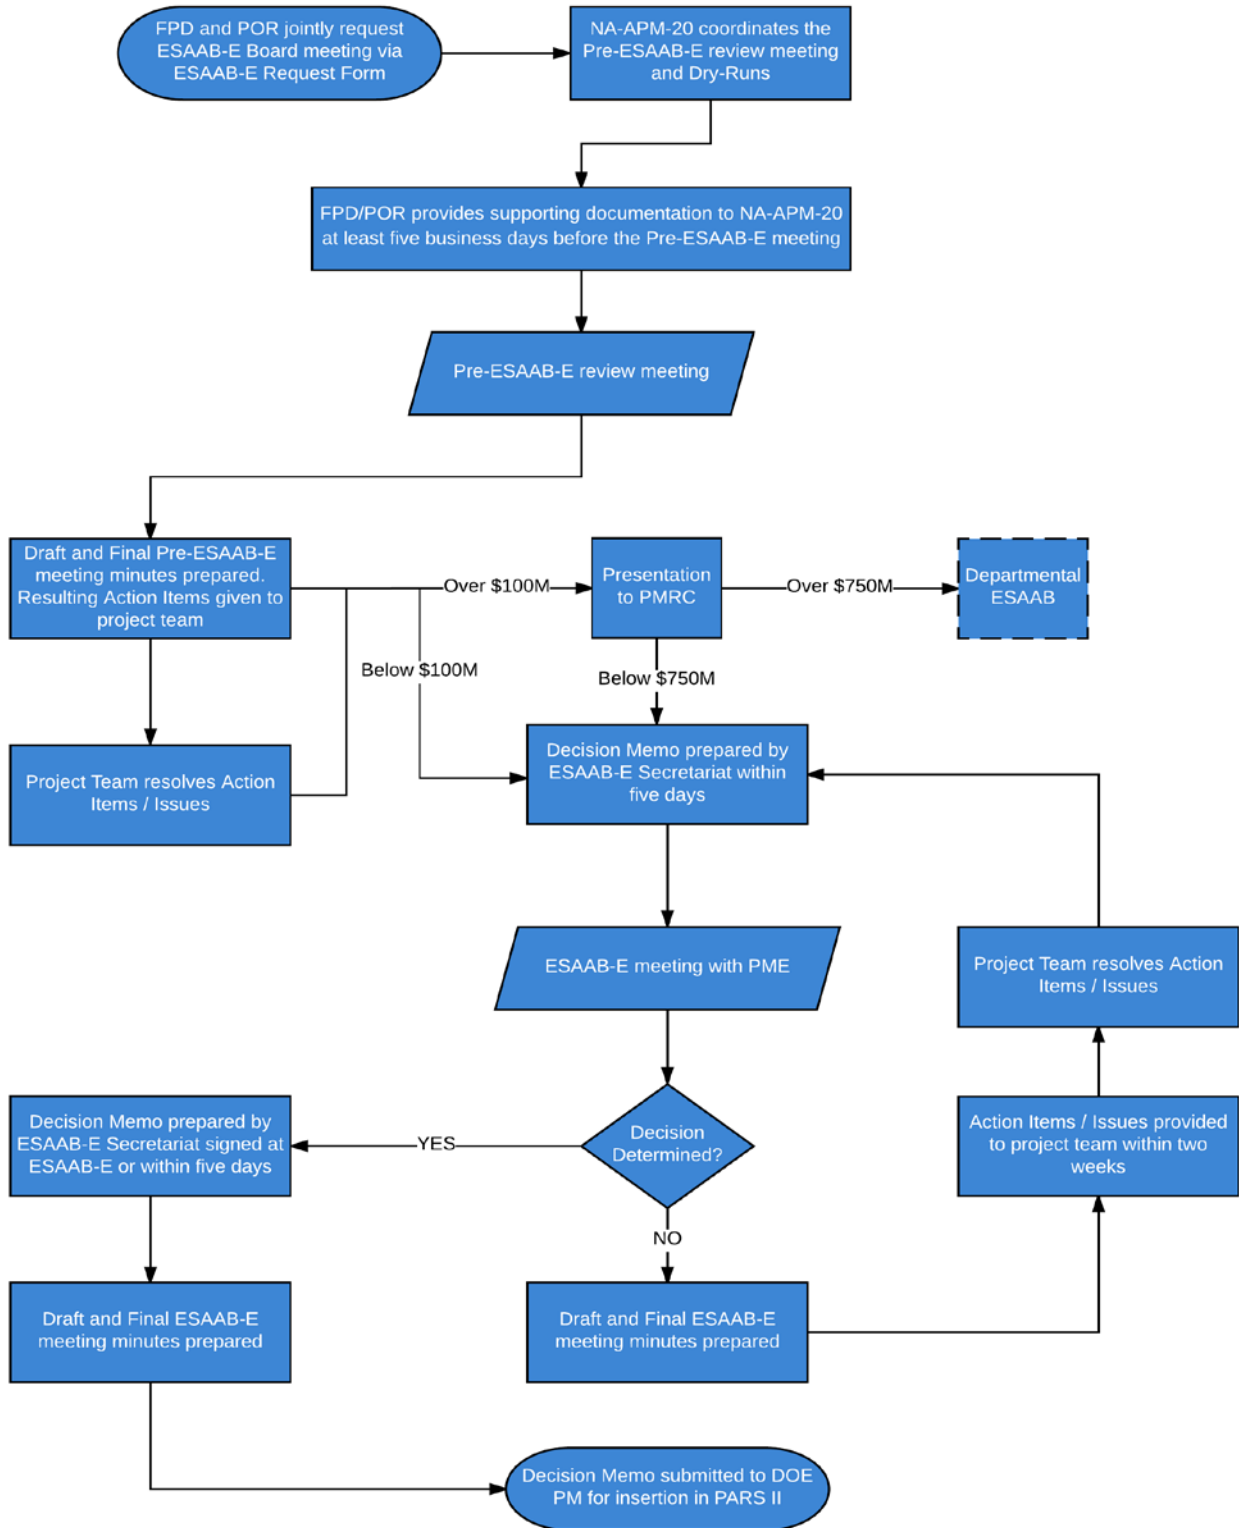 FPD and POR jointly request
ESAAB-E Board meeting via
ESAAB-E Request Form
NA-APM-20 coordinates the
Pre-ESAAB-E review meeting
and Dry-Runs
FPD/POR provides supporting documentation to NA-APM-20
at least five business days before the Pre-ESAAB-E meeting
Pre-ESAAB-E review meeting
Draft and Final Pre-ESAAB-E
meeting minutes prepared.
Resulting Action Items given to
project team
Over $100M
Presentation
to PMRC
Over $750M
Departmental
ESAAB
Below $100M
Below $750M
Project Team resolves Action
Items / Issues
Decision Memo prepared by
ESAAB-E Secretariat within
five days
ESAAB-E meeting with PME
Project Team resolves Action
Items / Issues
Decision Memo prepared by
ESAAB-E Secretariat signed at
ESAAB-E or within five days
YES
Decision
Determined?
Action Items / Issues provided
to project team within two
weeks
NO
Draft and Final ESAAB-E
meeting minutes prepared
Draft and Final ESAAB-E
meeting minutes prepared
Decision Memo submitted to DOE
PM for insertion in PARS II